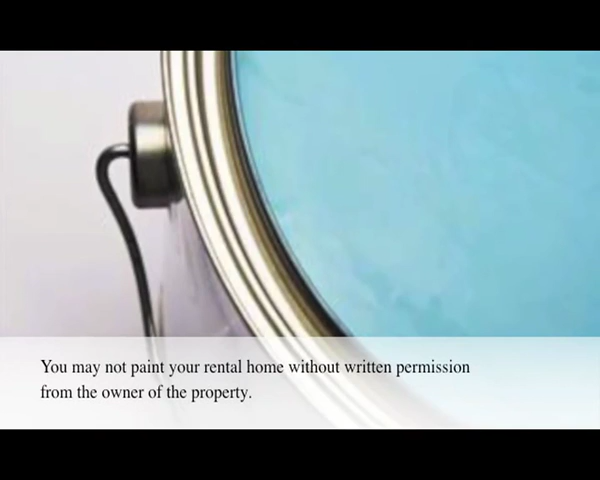 You may not paint your rental home without written permission
from the owner of the property.